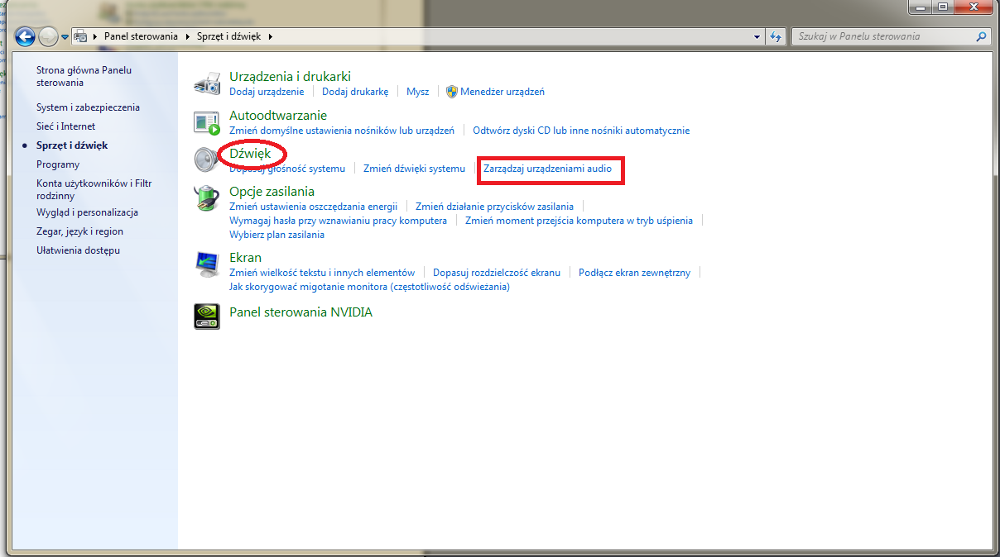 Panel sterowania Sprzęt i dźwięk
Szukaj w Panelu sterowania
Strona główna Panelu
sterowania
System i zabezpieczenia
Sieć i Internet
Sprzęt i dźwięk
Programy
Konta użytkowników i Filtr
rodzinny
Wygląd i personalizacja
Zegar, język i region
Ułatwienia dostępu
Urządzenia i drukarki
Dodaj urządzenie Dodaj drukarkę Mysz Menedżer urządzeń
Autoodtwarzanie
Zmień domyślne ustawienia nośników lub urządzeń Odtwórz dyski CD lub inne nośniki automatycznie
Dźwięk
Dopasuj głośność systemu Zmień dźwięki systemu Zarządzaj urządzeniami audio
Opcje zasilania
Zmień ustawienia oszczędzania energii Zmień działanie przycisków zasilania
Wymagaj hasła przy wznawianiu pracy komputera Zmień moment przejścia komputera w tryb uśpienia
Wybierz plan zasilania
Ekran
Zmień wielkość tekstu i innych elementów Dopasuj rozdzielczość ekranu Podłącz ekran zewnętrzny
Jak skorygować migotanie monitora (częstotliwość odświeżania)
Panel sterowania NVIDIA